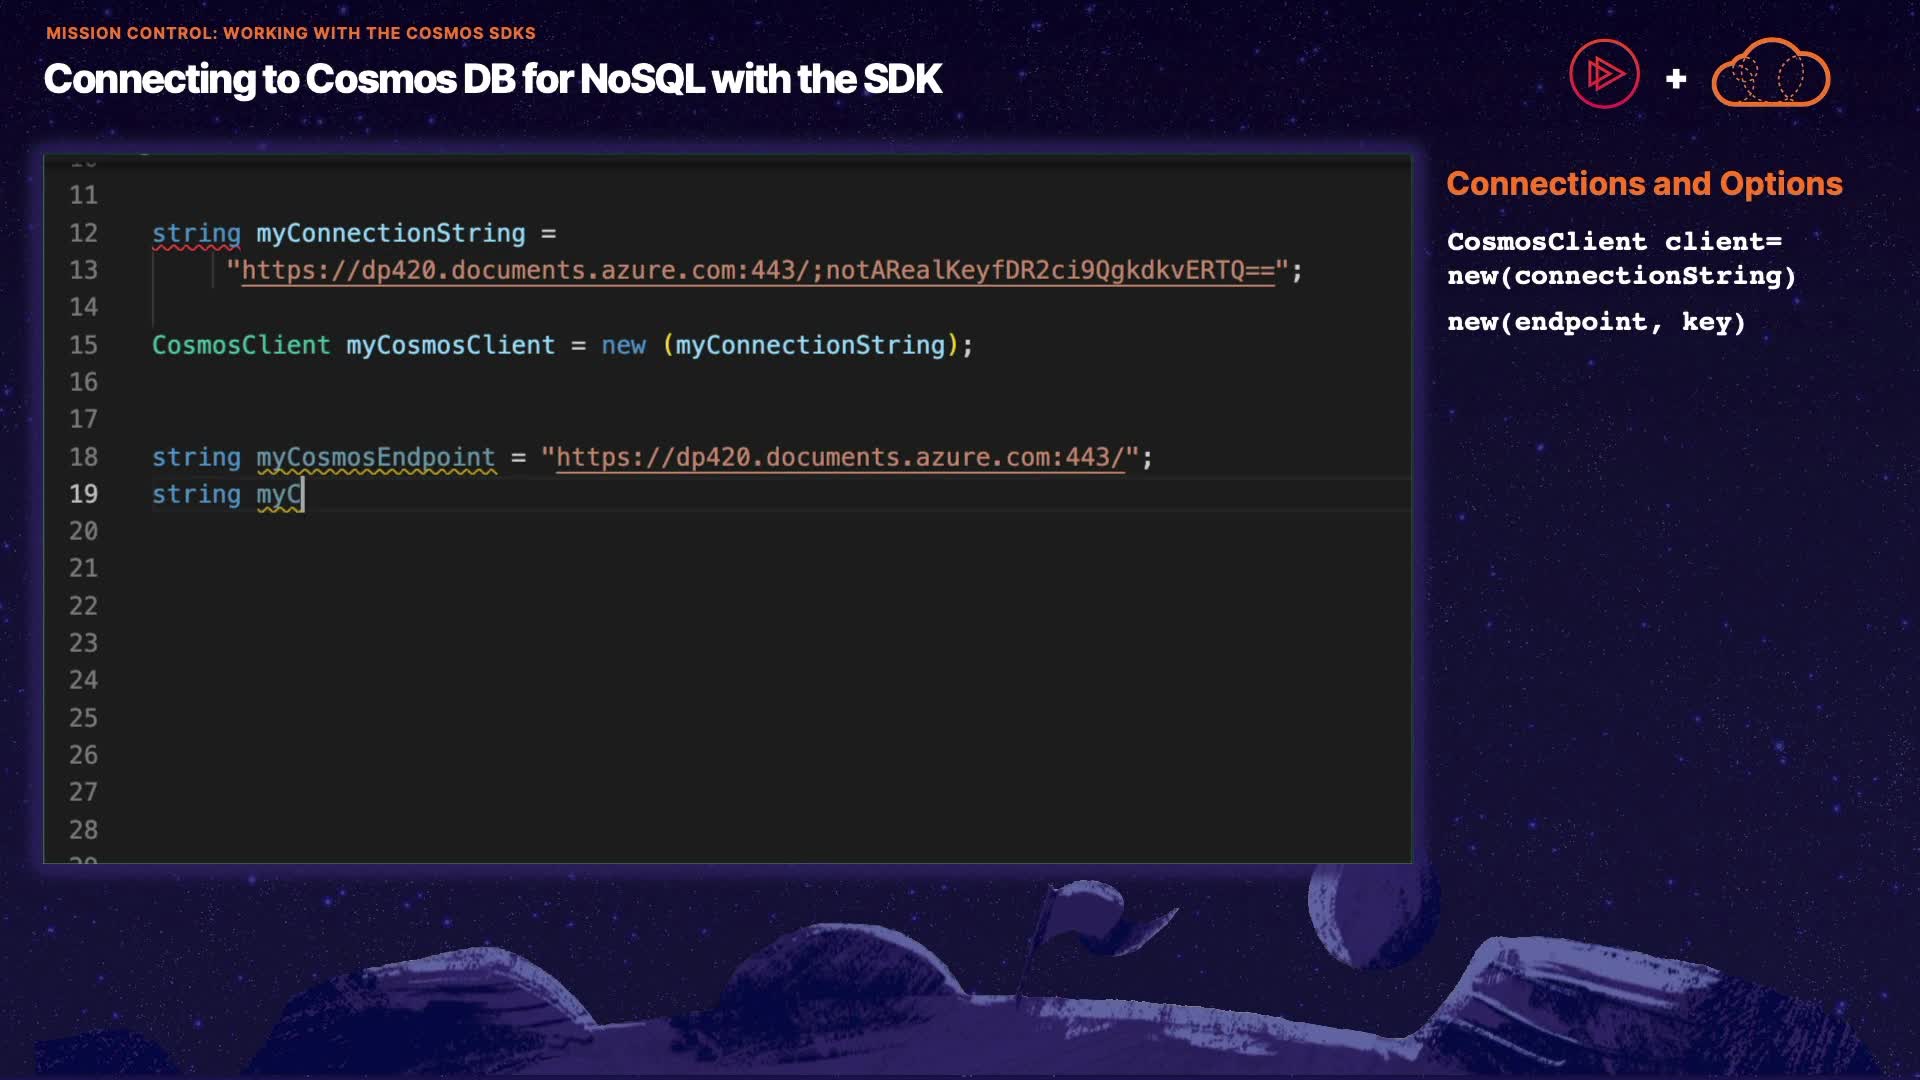 MISSION CONTROL: WORKING WITH THE COSMOS SDKS
Connecting to Cosmos DB for NoSQL with the SDK
+
11
12 string myConnectionString =
13 "https://dp420.documents.azure.com:443/;notARealKeyfDR2ci9QgkdkvERTQ==";
14
15 CosmosClient myCosmosClient = new (myConnectionString);
16
17
18 string myCosmosEndpoint = "https://dp420.documents.azure.com:443/";
19 string myC
20
21
22
23
24
25
26
27
28
Connections and Options
CosmosClient client=
new(connectionString)
new(endpoint, key)